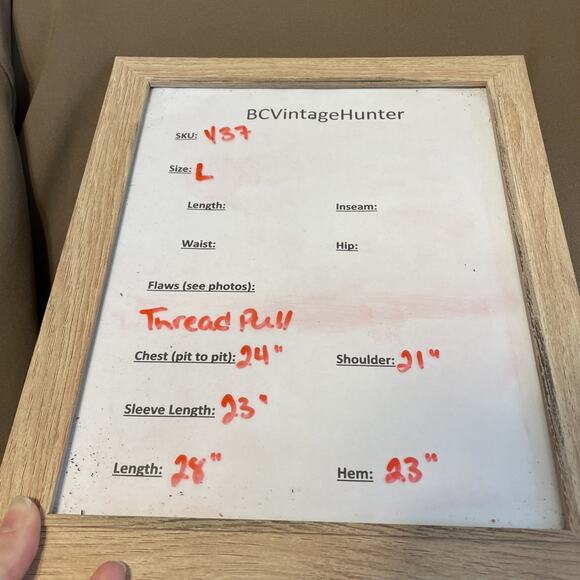 BCVintageHunter
SKU: 437
Size: L
Length: Inseam:
Waist: Hip:
Flaws (see photos):
Thread Pull
Chest (pit to pit): 24" Shoulder: 21"
Sleeve Length: 23"
Length: 28" Hem: 23"